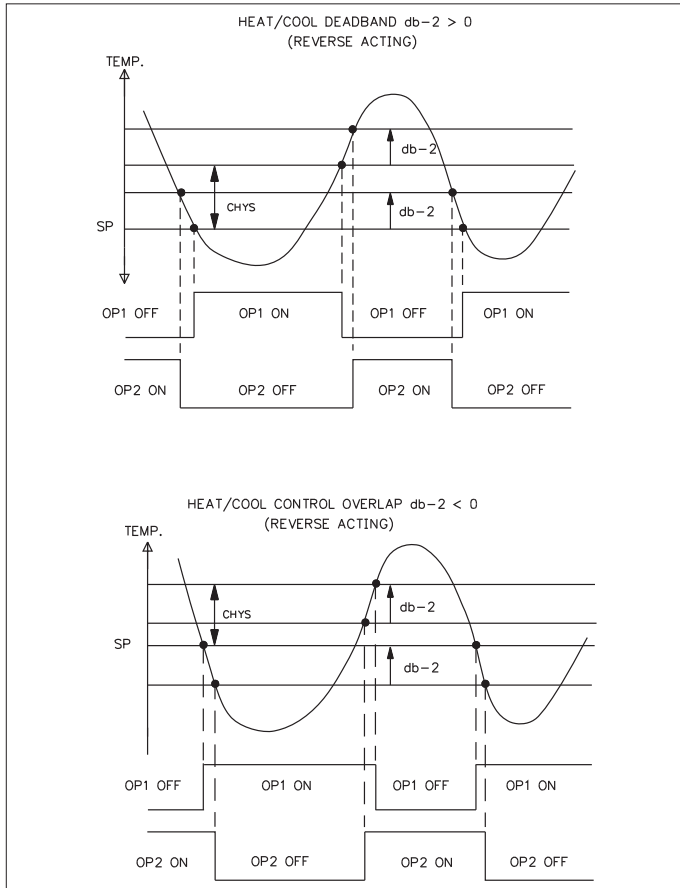 HEAT/COOL DEADBAND db-2 > 0
(REVERSE ACTING)
TEMP.
db-2
CHYS
db-2
SP
OP1 OFF OP1 ON OP1 OFF OP1 ON
OP2 ON OP2 OFF OP2 ON OP2 OFF
HEAT/COOL CONTROL OVERLAP db-2 < 0
(REVERSE ACTING)
TEMP.
CHYS
db-2
SP
db-2
OP1 OFF OP1 ON OP1 OFF OP1 ON
OP2 ON OP2 OFF OP2 ON OP2 OFF